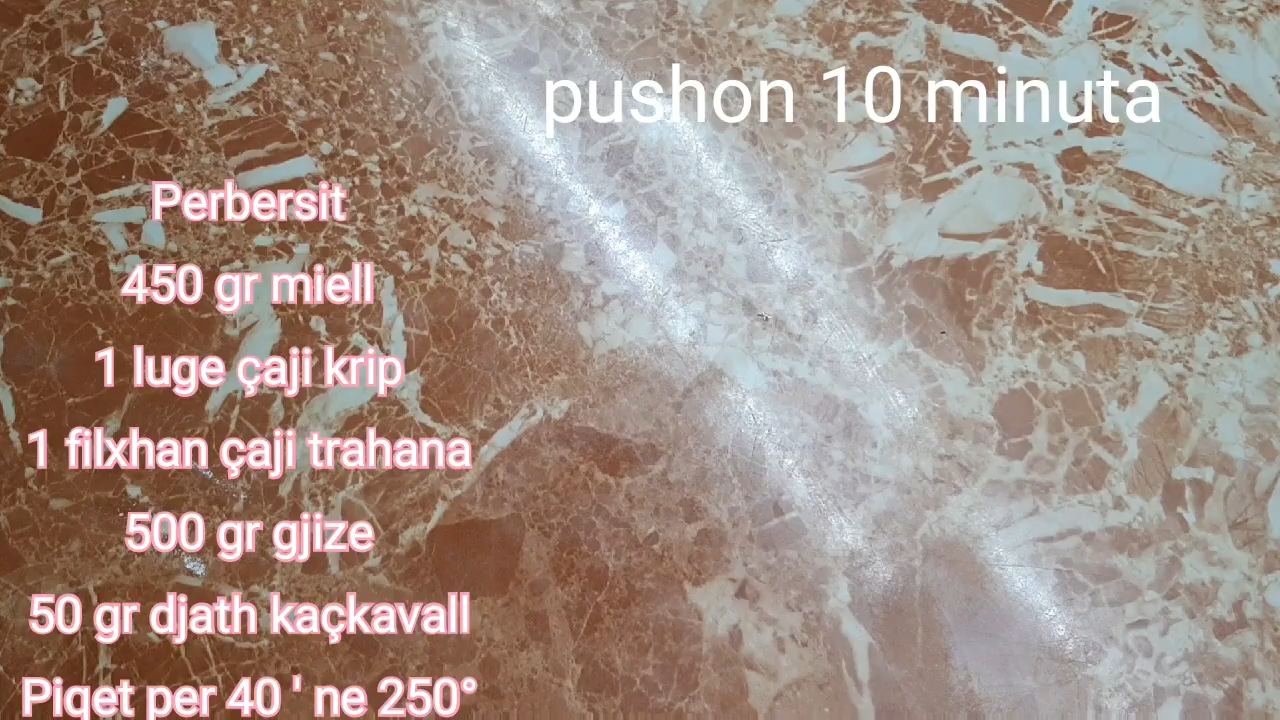 pushon 10 minuta
Perbersit
450 gr miell
1 luge çaji krip
1 filxhan çaji trahana
500 gr gjize
50 gr djath kaçkavall
Piqet per 40 ' ne 250°